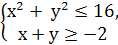 x² + y² ≤ 16,
x + y ≥ −2